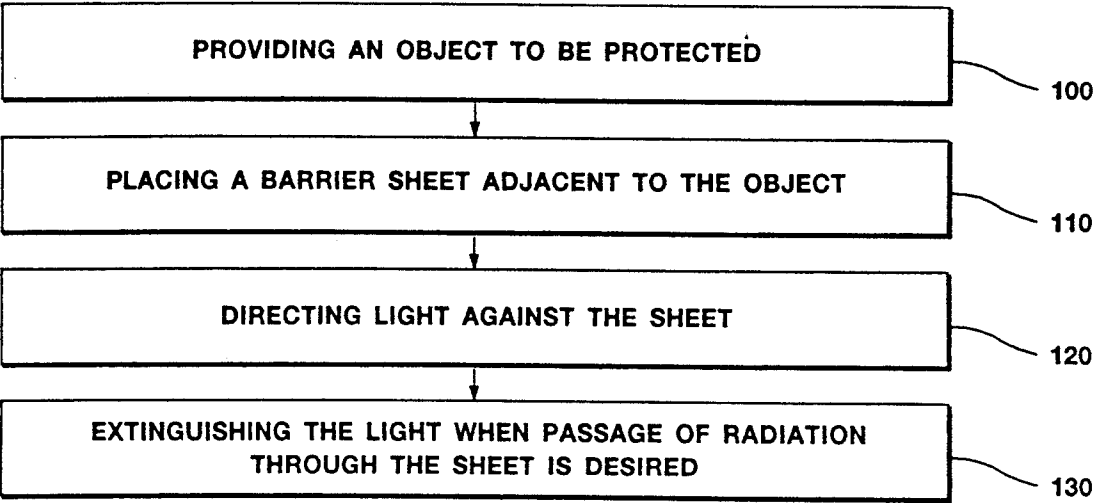 PROVIDING AN OBJECT TO BE PROTECTED
100
PLACING A BARRIER SHEET ADJACENT TO THE OBJECT
110
DIRECTING LIGHT AGAINST THE SHEET
120
EXTINGUISHING THE LIGHT WHEN PASSAGE OF RADIATION
THROUGH THE SHEET IS DESIRED
130